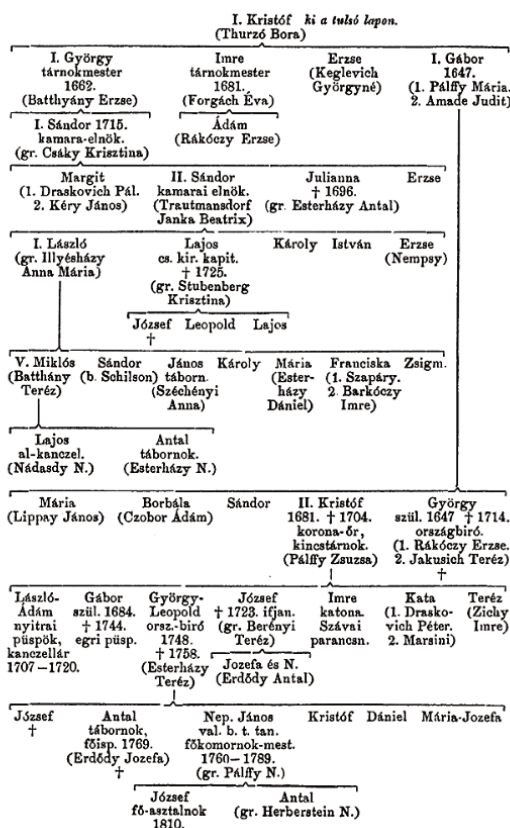 I. Kristóf ki a tulsó lapon.
(Thurzó Bora)
I. György Imre Erzse I. Gábor
tárnokmester tárnokmester (Keglevich 1647.
1662. 1681. Györgyné) (1. Pálffy Mária.
(Batthyány Erzse) (Forgách Éva) 2. Amade Judit)
I. Sándor 1715. Ádám
kamara-elnök. (Rákóczy Erzse)
(gr. Csáky Krisztina)
Margit II. Sándor Julianna Erzse
(1. Draskovich Pál. kamarai elnök. † 1696.
2. Kéry János) (Trautmansdorf (gr. Esterházy Antal)
Janka Beatrix)
I. László Lajos Károly István Erzse
(gr. Illyésházy cs. kir. kapit. (Nempsy)
Anna Mária) † 1725.
(gr. Stubenberg
Krisztina)
József Leopold Lajos
†
V. Miklós Sándor János Károly Mária Franciska Zsigm.
(Batthány (b. Schilson) táborn. (Ester- (1. Szapáry.
Teréz) (Széchényi házy 2. Barkóczy
Anna) Dániel) Imre)
Lajos Antal
al-kanczel. tábornok.
(Nádasdy N.) (Esterházy N.)
Mária Borbála Sándor II. Kristóf György
(Lippay János) (Czobor Ádám) 1681. † 1704. szül. 1647 † 1714.
korona-őr, országbiró.
kincstárnok. (1. Rákóczy Erzse.
(Pálffy Zsuzsa) 2. Jakusich Teréz)
†
László- Gábor György- József Imre Kata Teréz
Ádám szül. 1684. Leopold † 1723. ifjan. katona. (1. Drasko- (Zichy
nyitrai † 1744. orsz.-biró (gr. Berényi Szávai vich Péter. Imre)
püspök, egri püsp. 1748. Teréz) parancsn. 2. Marsini)
kanczellár † 1758.
1707–1720. (Esterházy Jozefa és N.
Teréz) (Erdődy Antal)
József Antal Nep. János Kristóf Dániel Mária-Jozefa
† tábornok, val. b. t. tan.
főisp. 1769. főkomornok-mest.
(Erdődy Jozefa) 1760–1789.
† (gr. Pálffy N.)
József Antal
fő-asztalnok (gr. Herberstein N.)
1810.